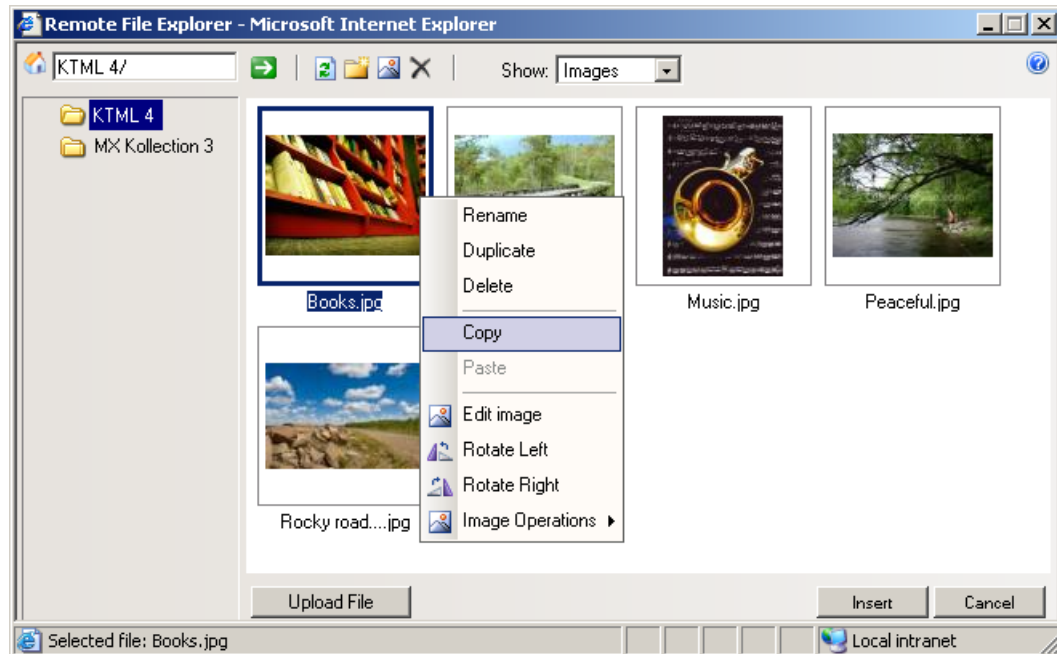 Remote File Explorer - Microsoft Internet Explorer
KTML 4/
Show: Images
KTML 4
MX Kollection 3
Books.jpg
Music.jpg
Peaceful.jpg
Rocky road....jpg
Rename
Duplicate
Delete
Copy
Paste
Edit image
Rotate Left
Rotate Right
Image Operations
Upload File
Insert
Cancel
Selected file: Books.jpg
Local intranet